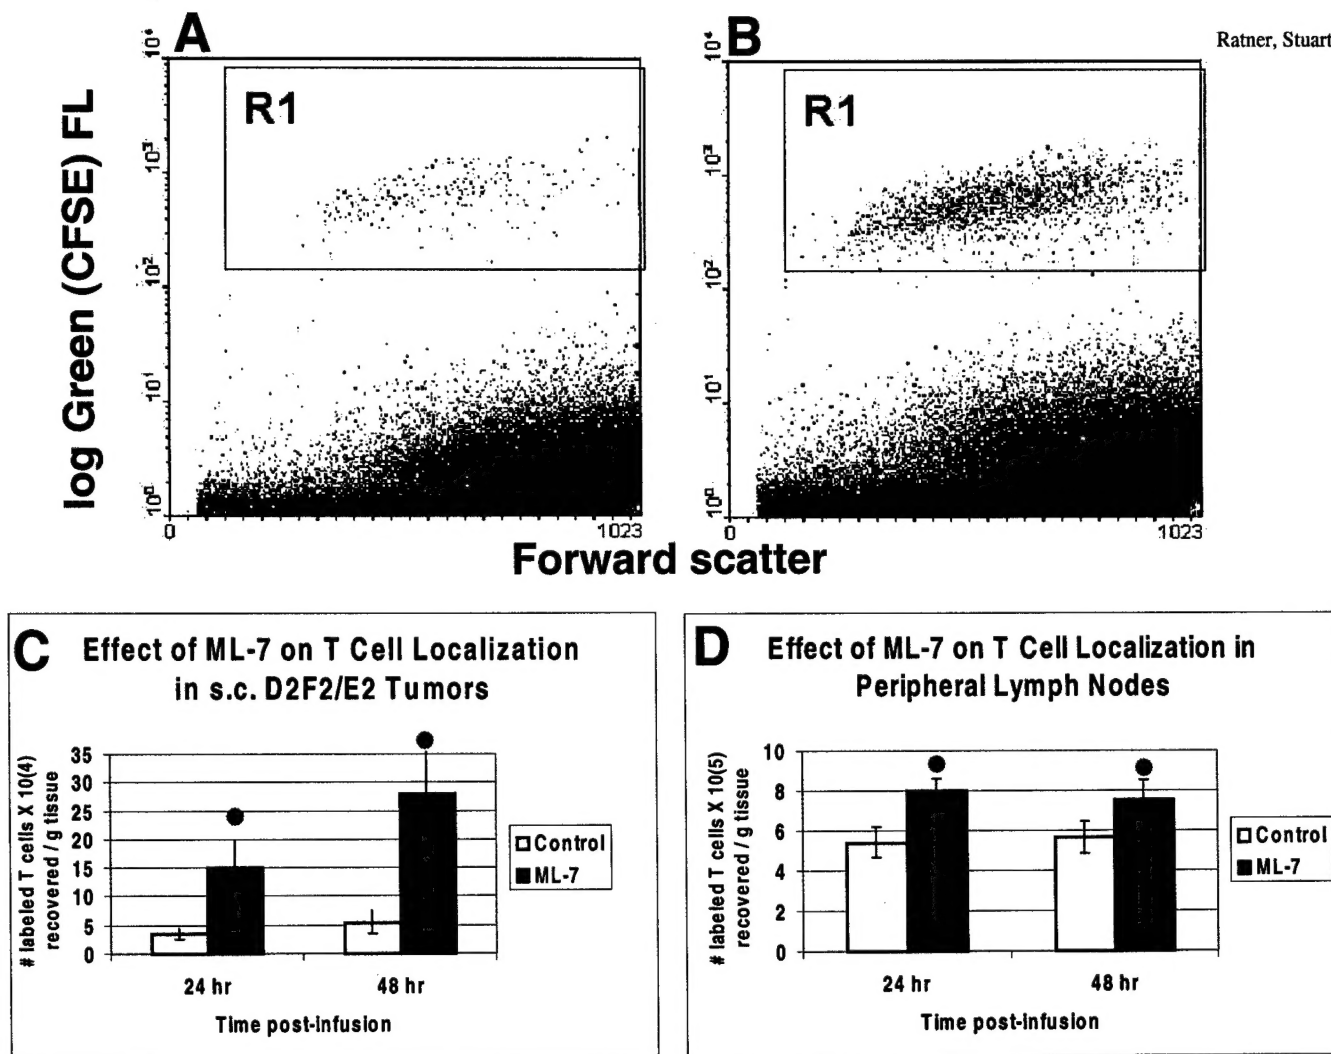 A
B
Ratner, Stuart
log Green (CFSE) FL
10⁴
10³
10²
10¹
10⁰
R1
0
1023
10⁴
10³
10²
10¹
10⁰
R1
0
1023
Forward scatter
C
Effect of ML-7 on T Cell Localization
in s.c. D2F2/E2 Tumors
# labeled T cells X 10(4)
recovered / g tissue
35
30
25
20
15
10
5
0
24 hr
48 hr
Time post-infusion
Control
ML-7
D
Effect of ML-7 on T Cell Localization in
Peripheral Lymph Nodes
# labeled T cells X 10(5)
recovered / g tissue
10
8
6
4
2
0
24 hr
48 hr
Time post-infusion
Control
ML-7